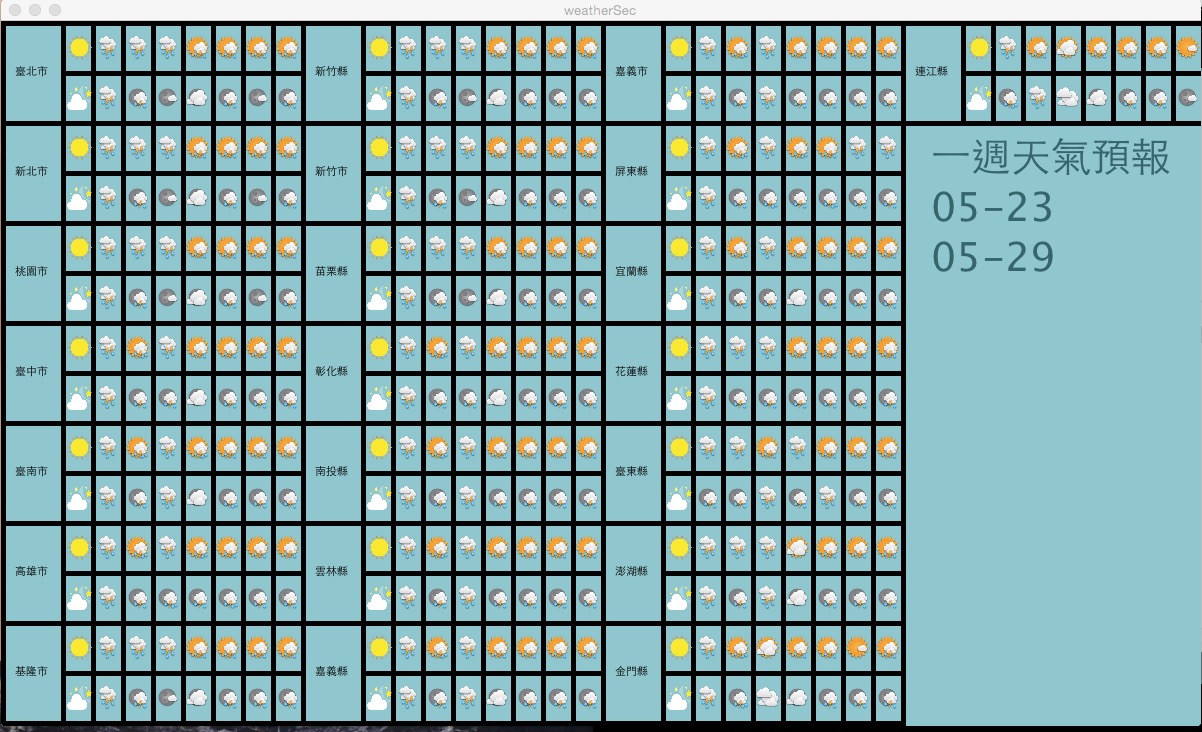 weatherSec
臺北市
新竹縣
嘉義市
連江縣
新北市
新竹市
屏東縣
一週天氣預報
05-23
05-29
桃園市
苗栗縣
宜蘭縣
臺中市
彰化縣
花蓮縣
臺南市
南投縣
臺東縣
高雄市
雲林縣
澎湖縣
基隆市
嘉義縣
金門縣